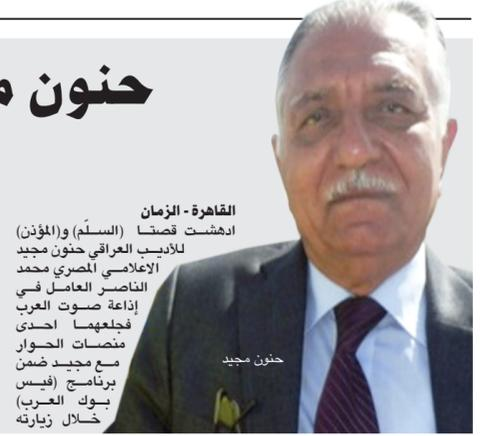 حنون م
القاهرة - الزمان
ادهشت قصتا (السلّم) و(المؤذن)
للأديب العراقي حنون مجيد
الاعلامي المصري محمد
الناصر العامل في
إذاعة صوت العرب
فجلعهما احدى
منصات الحوار
مع مجيد ضمن
برنامج (فيس
بوك العرب)
خلال زيارته
حنون مجيد